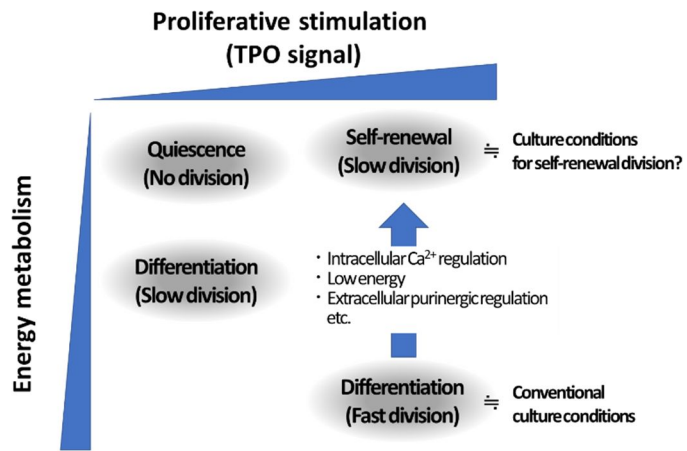 Proliferative stimulation
(TPO signal)
Energy metabolism
Quiescence
(No division)
Self-renewal
(Slow division)
≒
Culture conditions
for self-renewal division?
Differentiation
(Slow division)
・Intracellular Ca²⁺ regulation
・Low energy
・Extracellular purinergic regulation
etc.
Differentiation
(Fast division)
≒
Conventional
culture conditions